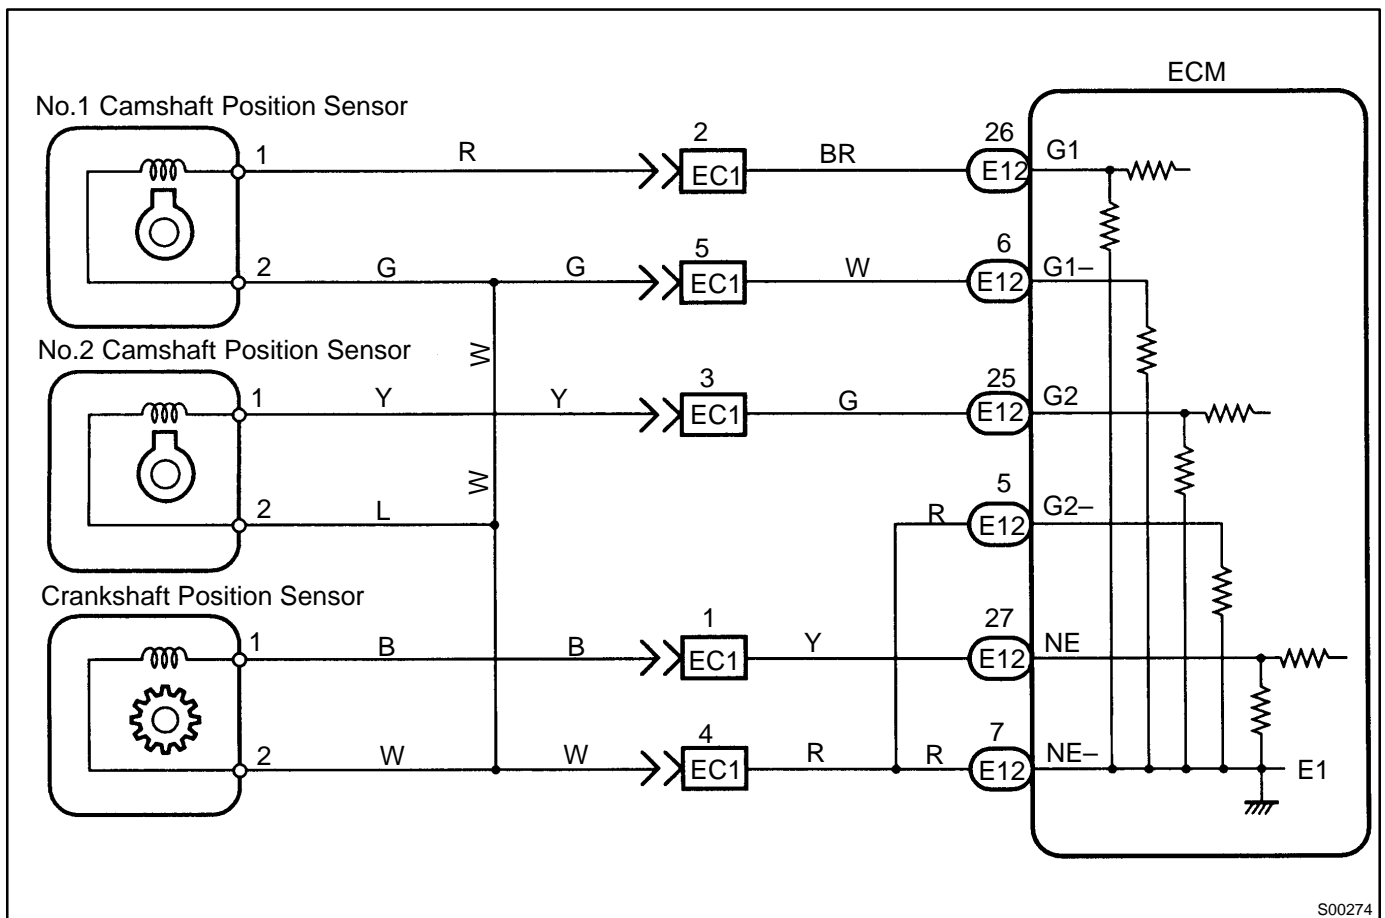 ECM
No.1 Camshaft Position Sensor
1 R 2 EC1 BR 26 E12 G1
2 G G 5 EC1 W 6 E12 G1–
W
No.2 Camshaft Position Sensor
1 Y Y 3 EC1 G 25 E12 G2
W
2 L R 5 E12 G2–
Crankshaft Position Sensor
1 B B 1 EC1 Y 27 E12 NE
2 W W 4 EC1 R R 7 E12 NE– E1
S00274